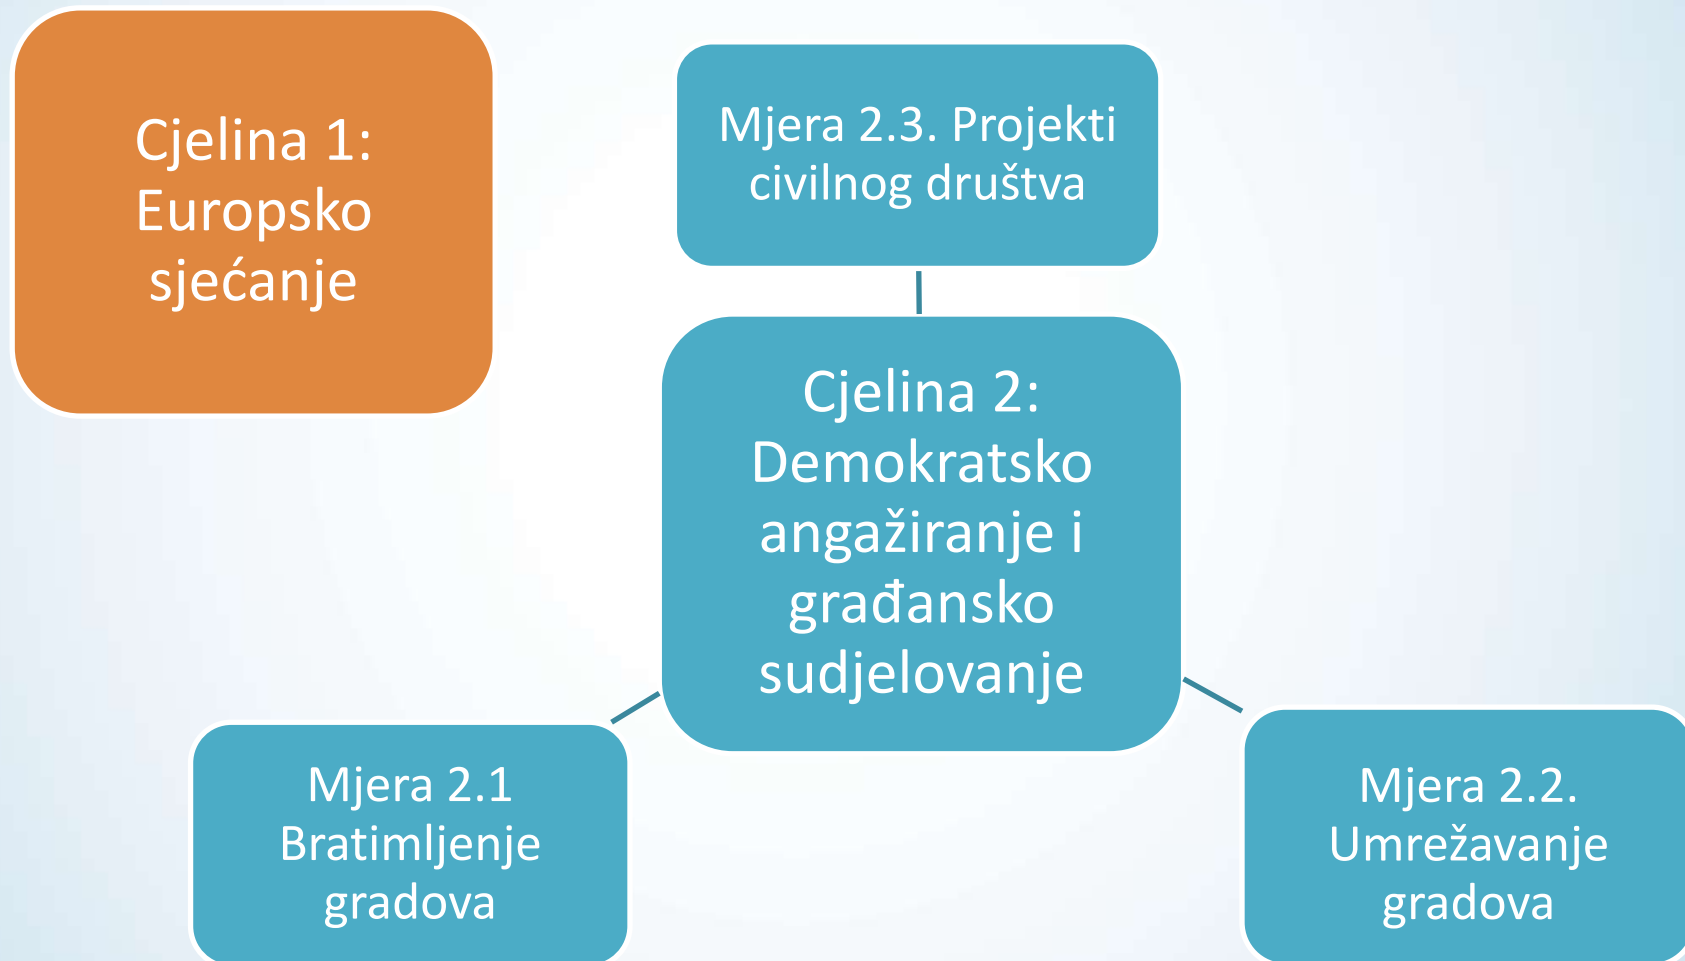 Cjelina 1:
Europsko
sjećanje
Mjera 2.3. Projekti
civilnog društva
Cjelina 2:
Demokratsko
angažiranje i
građansko
sudjelovanje
Mjera 2.1
Bratimljenje
gradova
Mjera 2.2.
Umrežavanje
gradova